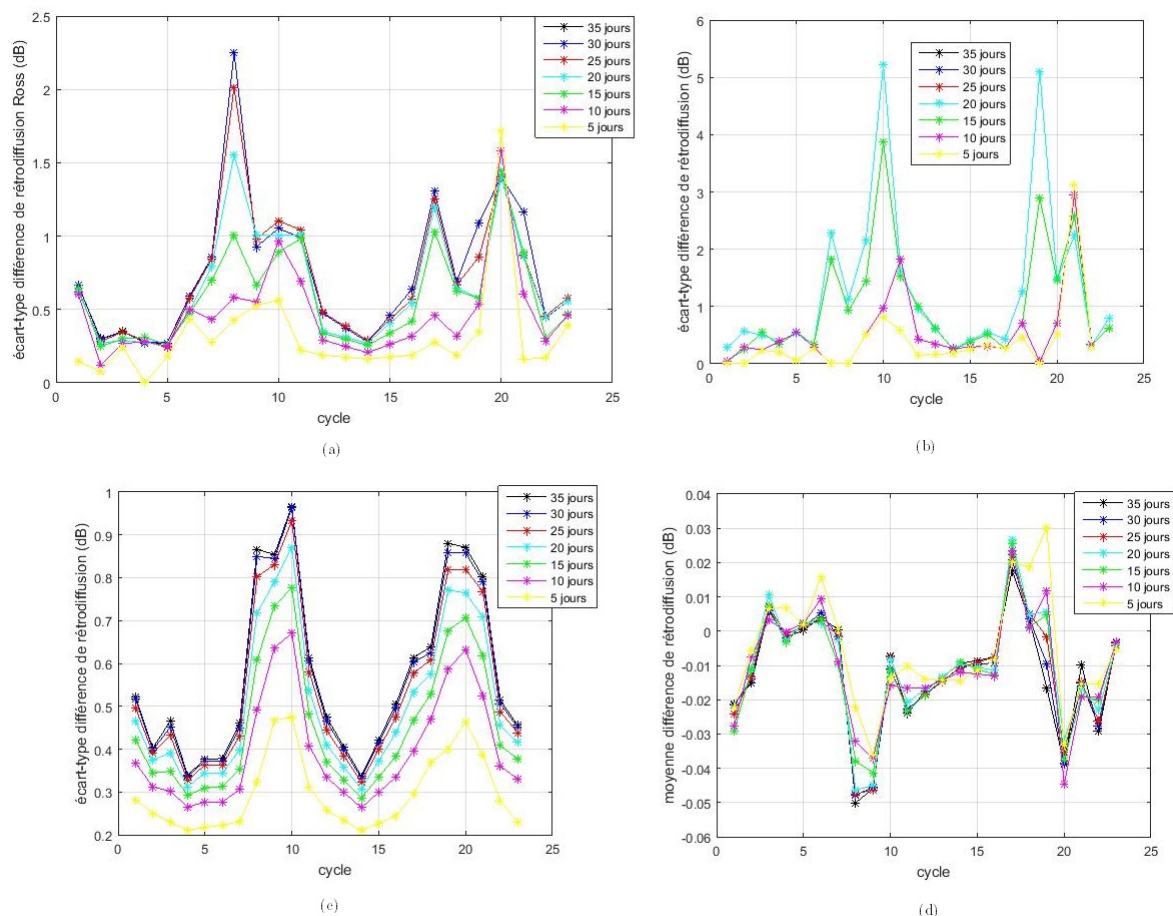 écart-type différence de rétrodiffusion Ross (dB)
2.5
2
1.5
1
0.5
0
0
5
10
15
20
25
cycle
35 jours
30 jours
25 jours
20 jours
15 jours
10 jours
5 jours
(a)
écart-type différence de rétrodiffusion (dB)
6
5
4
3
2
1
0
0
5
10
15
20
25
cycle
35 jours
30 jours
25 jours
20 jours
15 jours
10 jours
5 jours
(b)
écart-type différence de rétrodiffusion (dB)
1
0.9
0.8
0.7
0.6
0.5
0.4
0.3
0.2
0
5
10
15
20
25
cycle
35 jours
30 jours
25 jours
20 jours
15 jours
10 jours
5 jours
(c)
moyenne différence de rétrodiffusion (dB)
0.04
0.03
0.02
0.01
0
-0.01
-0.02
-0.03
-0.04
-0.05
-0.06
0
5
10
15
20
25
cycle
35 jours
30 jours
25 jours
20 jours
15 jours
10 jours
5 jours
(d)